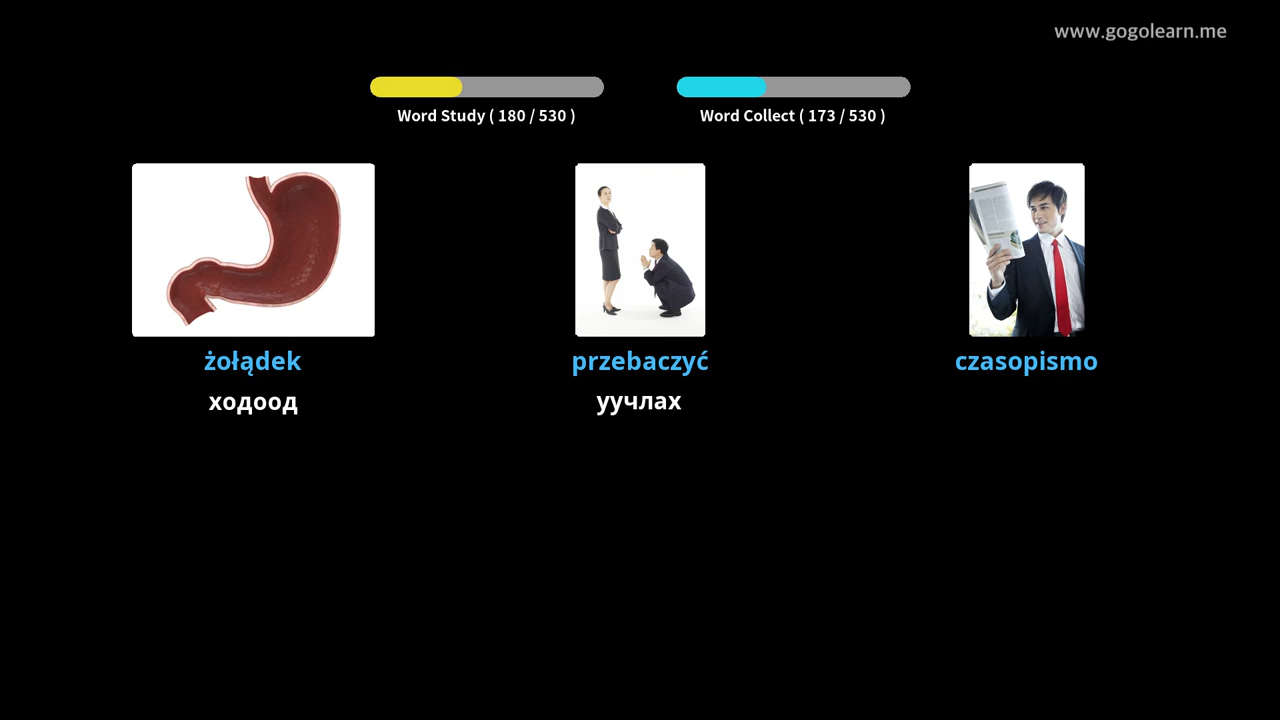 www.gogolearn.me
Word Study ( 180 / 530 )
Word Collect ( 173 / 530 )
żołądek
przebaczyć
czasopismo
ходоод
уучлах